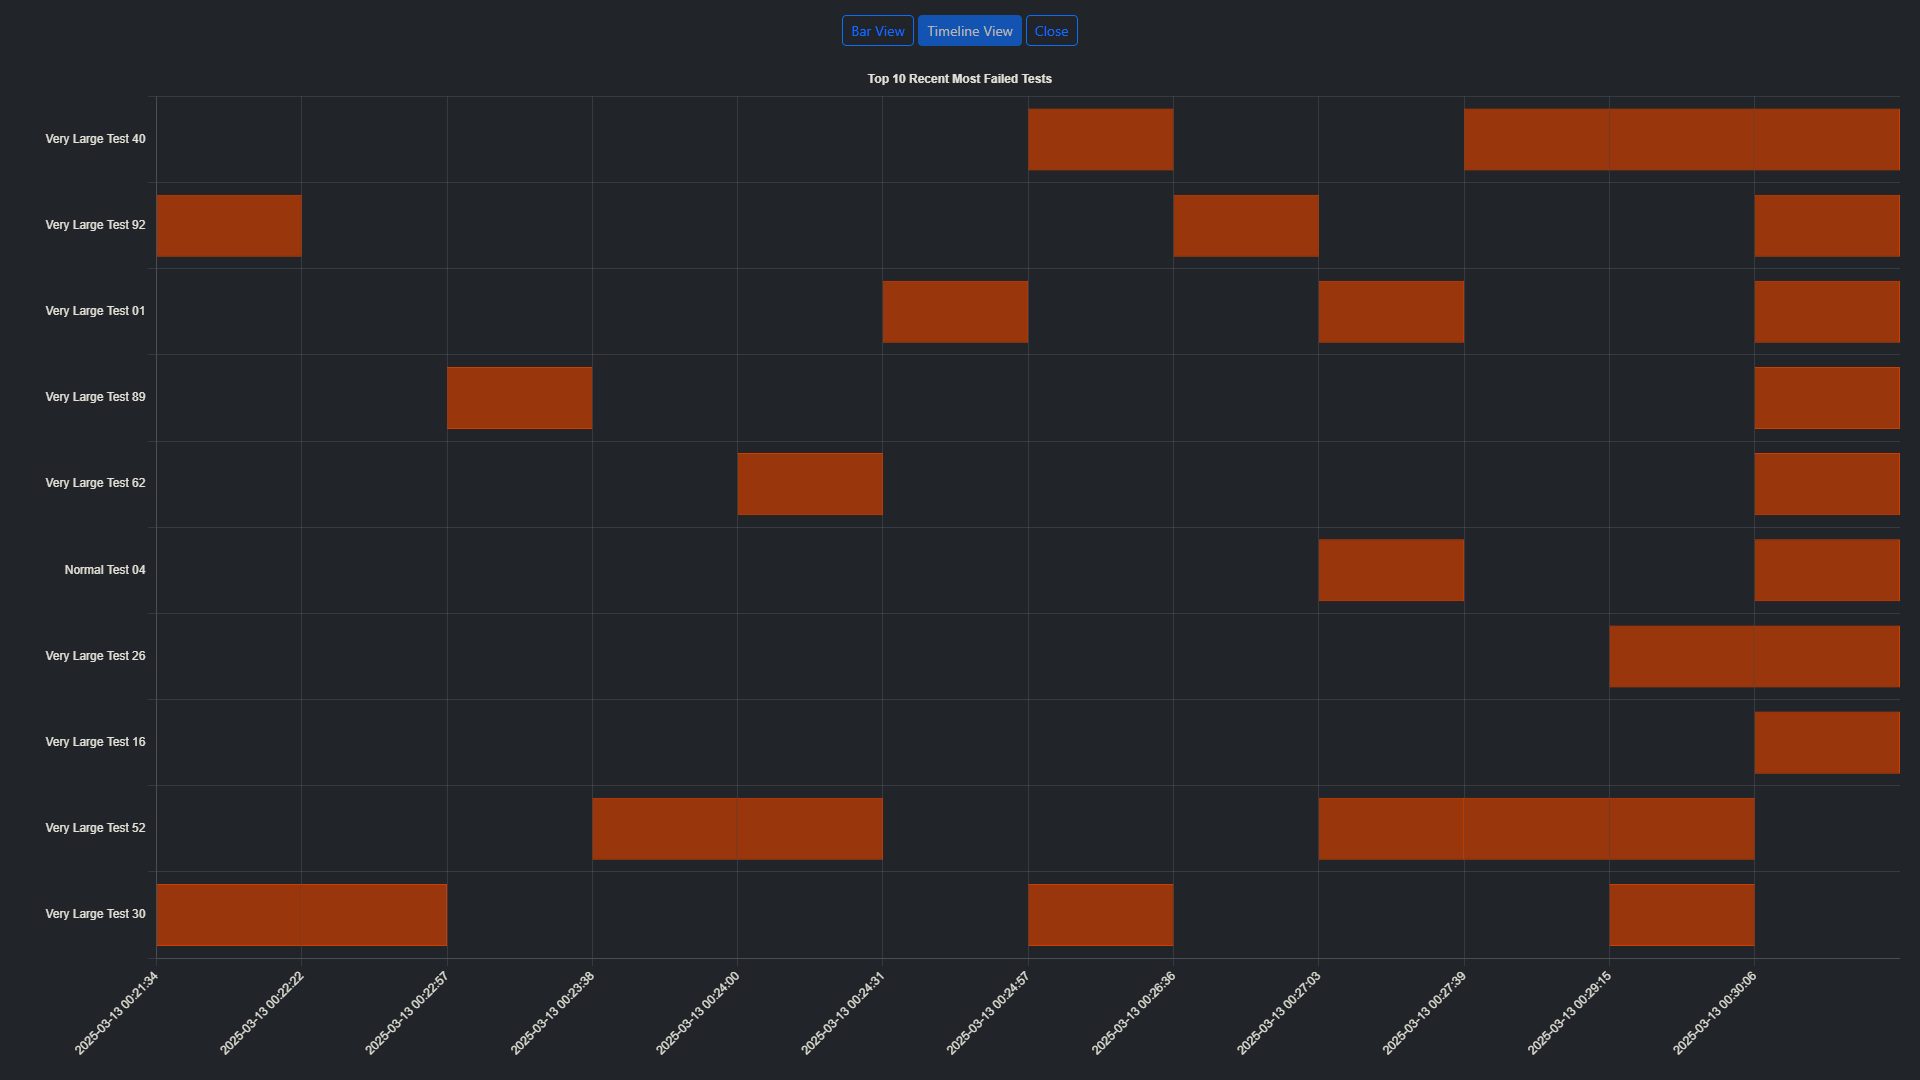 Bar View
Timeline View
Close
Top 10 Recent Most Failed Tests
Very Large Test 40
Very Large Test 92
Very Large Test 01
Very Large Test 89
Very Large Test 62
Normal Test 04
Very Large Test 26
Very Large Test 16
Very Large Test 52
Very Large Test 30
2025-03-13 00:21:34
2025-03-13 00:22:22
2025-03-13 00:22:57
2025-03-13 00:23:38
2025-03-13 00:24:00
2025-03-13 00:24:31
2025-03-13 00:24:57
2025-03-13 00:26:36
2025-03-13 00:27:03
2025-03-13 00:27:39
2025-03-13 00:29:15
2025-03-13 00:30:06